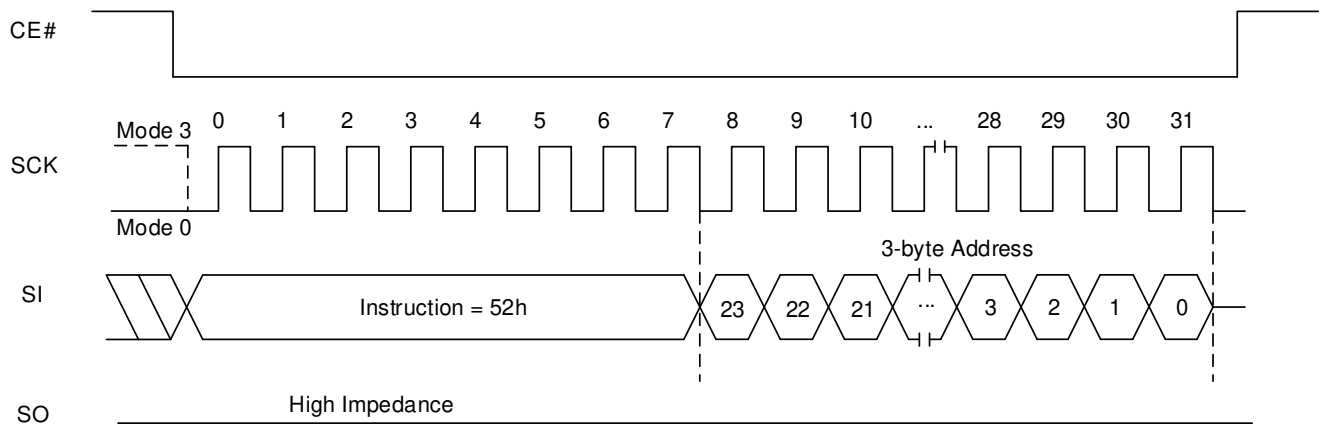 CE#
0 1 2 3 4 5 6 7 8 9 10 ... 28 29 30 31
Mode 3
SCK
Mode 0
3-byte Address
SI
Instruction = 52h
23 22 21 ... 3 2 1 0
High Impedance
SO